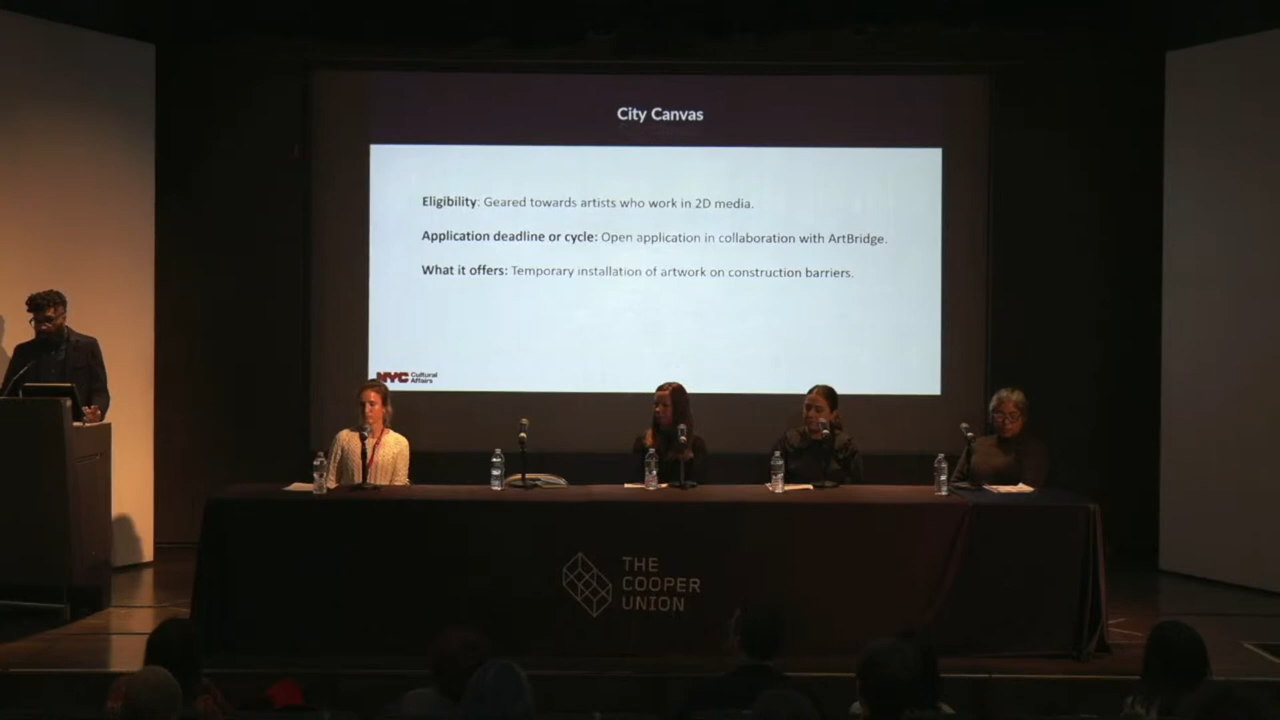 City Canvas
Eligibility: Geared towards artists who work in 2D media.
Application deadline or cycle: Open application in collaboration with ArtBridge.
What it offers: Temporary installation of artwork on construction barriers.
NYC Cultural
Affairs
THE
COOPER
UNION